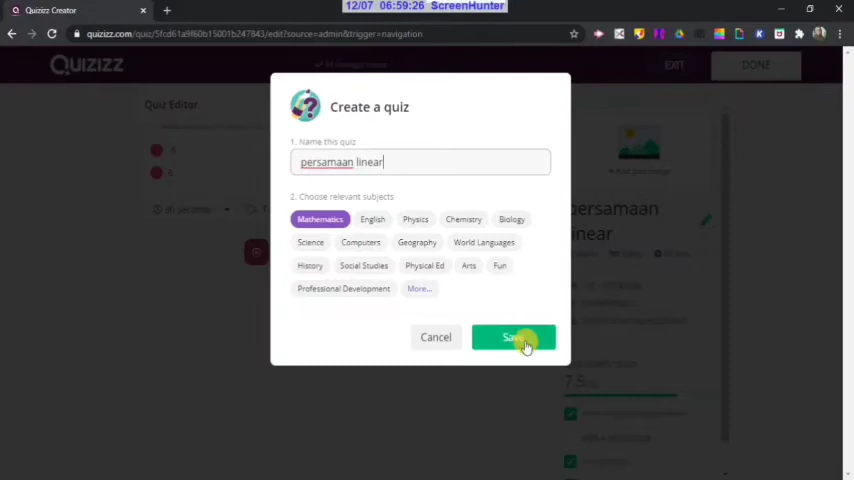 Quizizz Creator
12/07 06:59:26 ScreenHunter
quizizz.com/quiz/5fcd61a9f60b15001b247843/edit?source=admin&trigger=navigation
QUIZIZZ
EXIT
DONE
Quiz Editor
Create a quiz
1. Name this quiz
persamaan linear
2. Choose relevant subjects
Mathematics English Physics Chemistry Biology
Science Computers Geography World Languages
History Social Studies Physical Ed Arts Fun
Professional Development More...
Cancel
Save
persamaan
linear
7.5